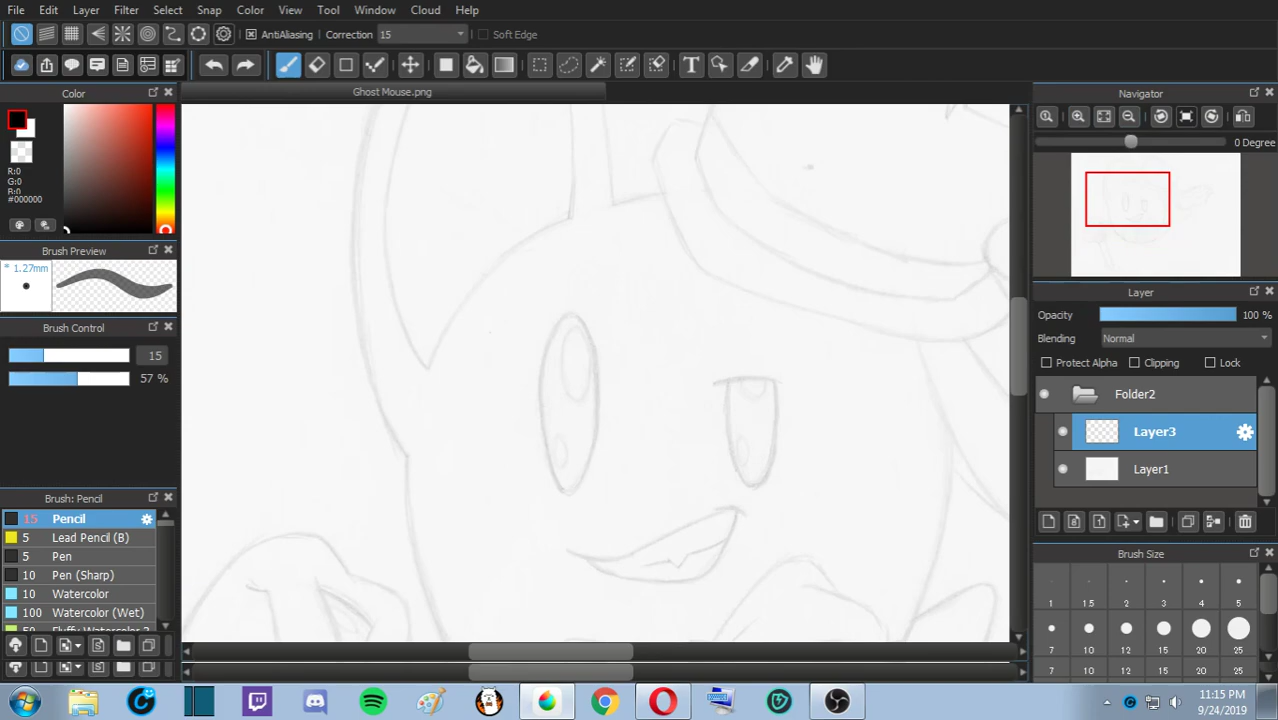 File Edit Layer Filter Select Snap Color View Tool Window Cloud Help
AntiAliasing Correction 15 Soft Edge
T
Color
Ghost Mouse.png
Navigator
0 Degree
R:0
G:0
B:0
#000000
Brush Preview
* 1.27mm
Brush Control
15
57 %
Layer
Opacity 100 %
Blending Normal
Protect Alpha Clipping Lock
Folder2
Layer3
Layer1
Brush: Pencil
15 Pencil
5 Lead Pencil (B)
5 Pen
10 Pen (Sharp)
10 Watercolor
100 Watercolor (Wet)
Brush Size
1 1.5 2 3 4 5
7 10 12 15 20 25
7 10 12 15 20 25
11:15 PM
9/24/2019